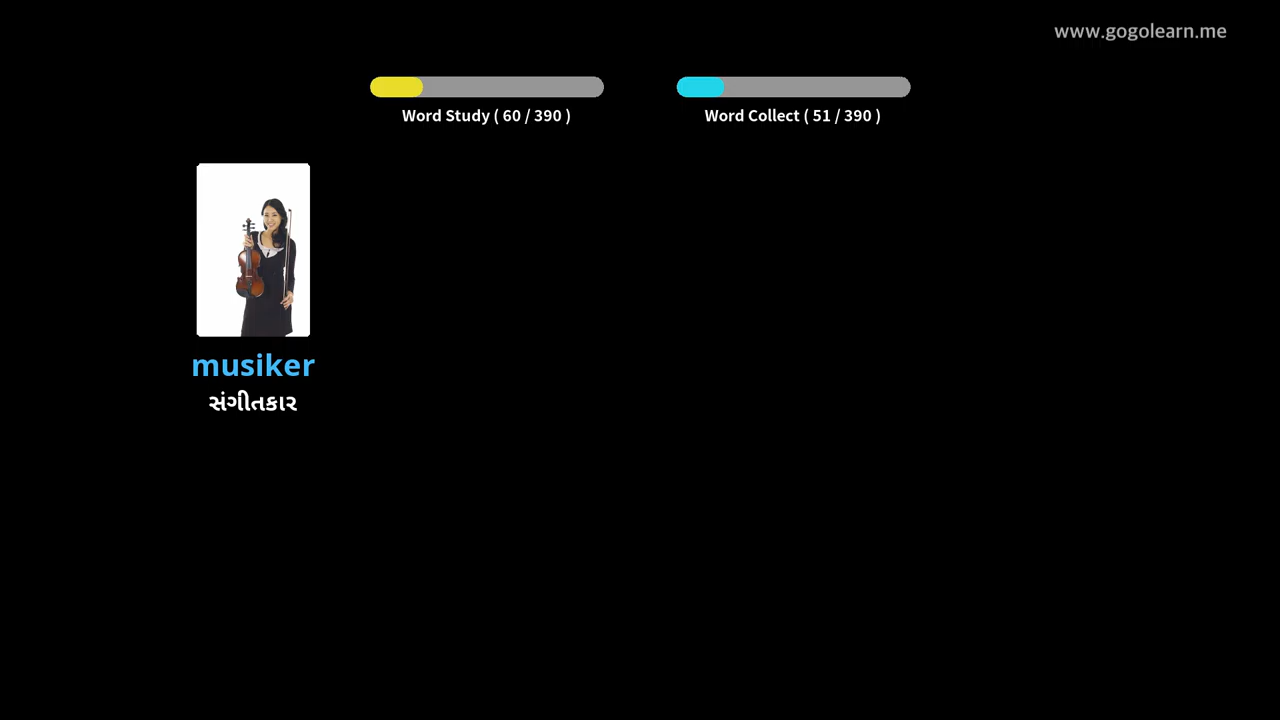 www.gogolearn.me
Word Study ( 60 / 390 )
Word Collect ( 51 / 390 )
musiker
સંગીતકાર